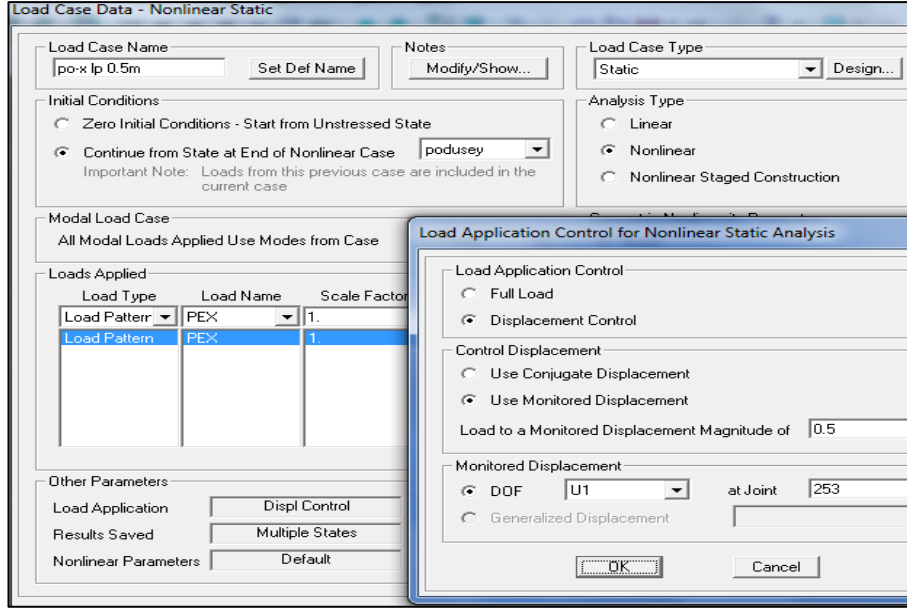 Load Case Data - Nonlinear Static
Load Case Name
po-x lp 0.5m
Set Def Name
Notes
Modify/Show...
Load Case Type
Static
Design...
Initial Conditions
Zero Initial Conditions - Start from Unstressed State
Continue from State at End of Nonlinear Case
podusey
Important Note: Loads from this previous case are included in the
current case
Analysis Type
Linear
Nonlinear
Nonlinear Staged Construction
Modal Load Case
All Modal Loads Applied Use Modes from Case
Loads Applied
Load Type Load Name Scale Factor
Load Pattern PEX 1.
Load Pattern PEX 1.
Other Parameters
Load Application Displ Control
Results Saved Multiple States
Nonlinear Parameters Default
Load Application Control for Nonlinear Static Analysis
Load Application Control
Full Load
Displacement Control
Control Displacement
Use Conjugate Displacement
Use Monitored Displacement
Load to a Monitored Displacement Magnitude of 0.5
Monitored Displacement
DOF U1 at Joint 253
Generalized Displacement
OK Cancel